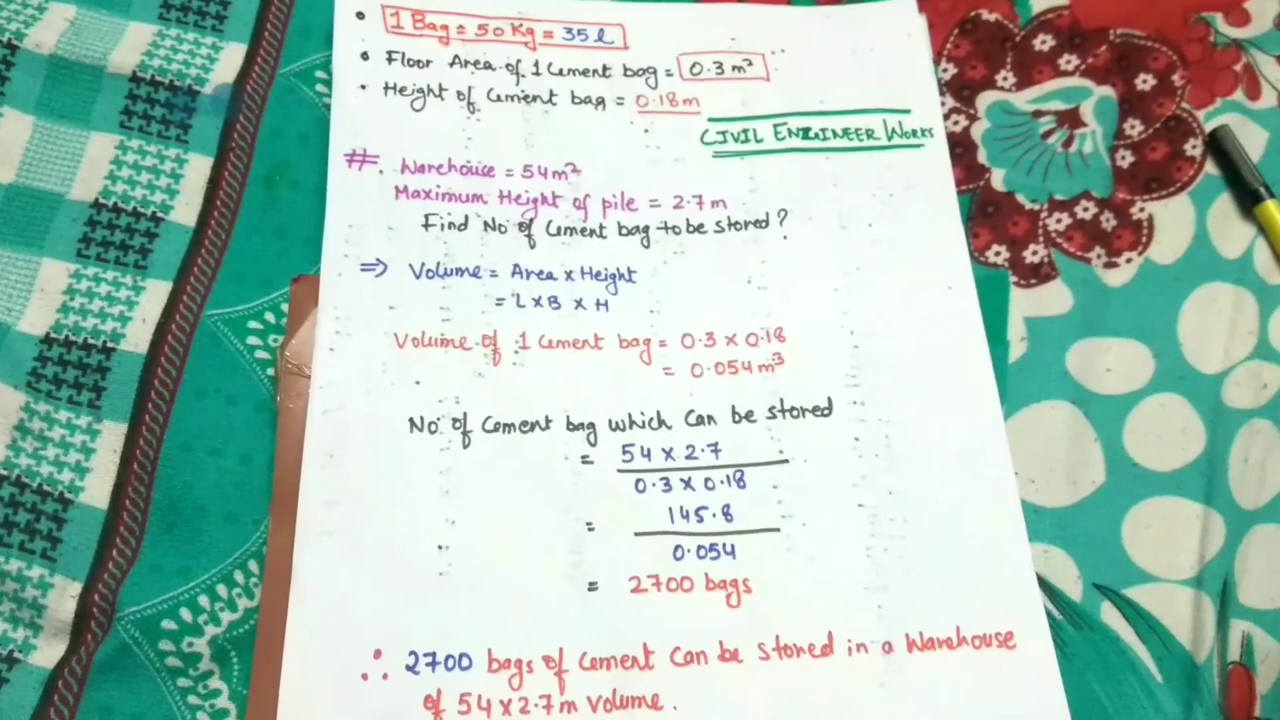 • 1 Bag = 50 Kg = 35 l
• Floor Area of 1 Cement bag = 0.3 m²
• Height of Cement bag = 0.18m
CIVIL ENGINEER WORKS
#. Warehouse = 54m²
Maximum Height of pile = 2.7 m
Find No of Cement bag to be stored?
⇒ Volume = Area x Height
= L x B x H
Volume of 1 Cement bag = 0.3 x 0.18
= 0.054 m³
No of Cement bag which Can be stored
= 54 x 2.7
0.3 x 0.18
= 145.8
0.054
= 2700 bags
∴ 2700 bags of Cement Can be stored in a Warehouse
of 54 x 2.7m volume.